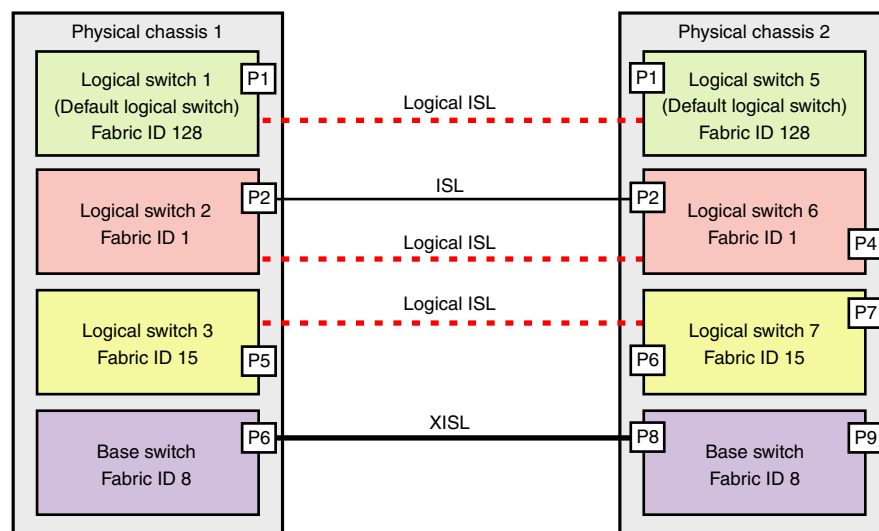 Physical chassis 1
Logical switch 1
(Default logical switch)
Fabric ID 128
P1
Logical switch 2
Fabric ID 1
P2
Logical switch 3
Fabric ID 15
P5
Base switch
Fabric ID 8
P6
Logical ISL
ISL
Logical ISL
Logical ISL
XISL
Physical chassis 2
P1
Logical switch 5
(Default logical switch)
Fabric ID 128
P2
Logical switch 6
Fabric ID 1
P4
P7
Logical switch 7
Fabric ID 15
P6
P8
Base switch
Fabric ID 8
P9